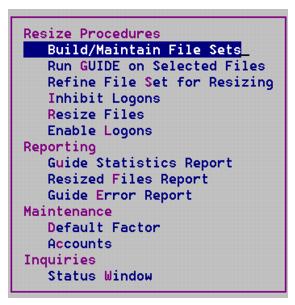 Resize Procedures
Build/Maintain File Sets
Run GUIDE on Selected Files
Refine File Set for Resizing
Inhibit Logons
Resize Files
Enable Logons
Reporting
Guide Statistics Report
Resized Files Report
Guide Error Report
Maintenance
Default Factor
Accounts
Inquiries
Status Window